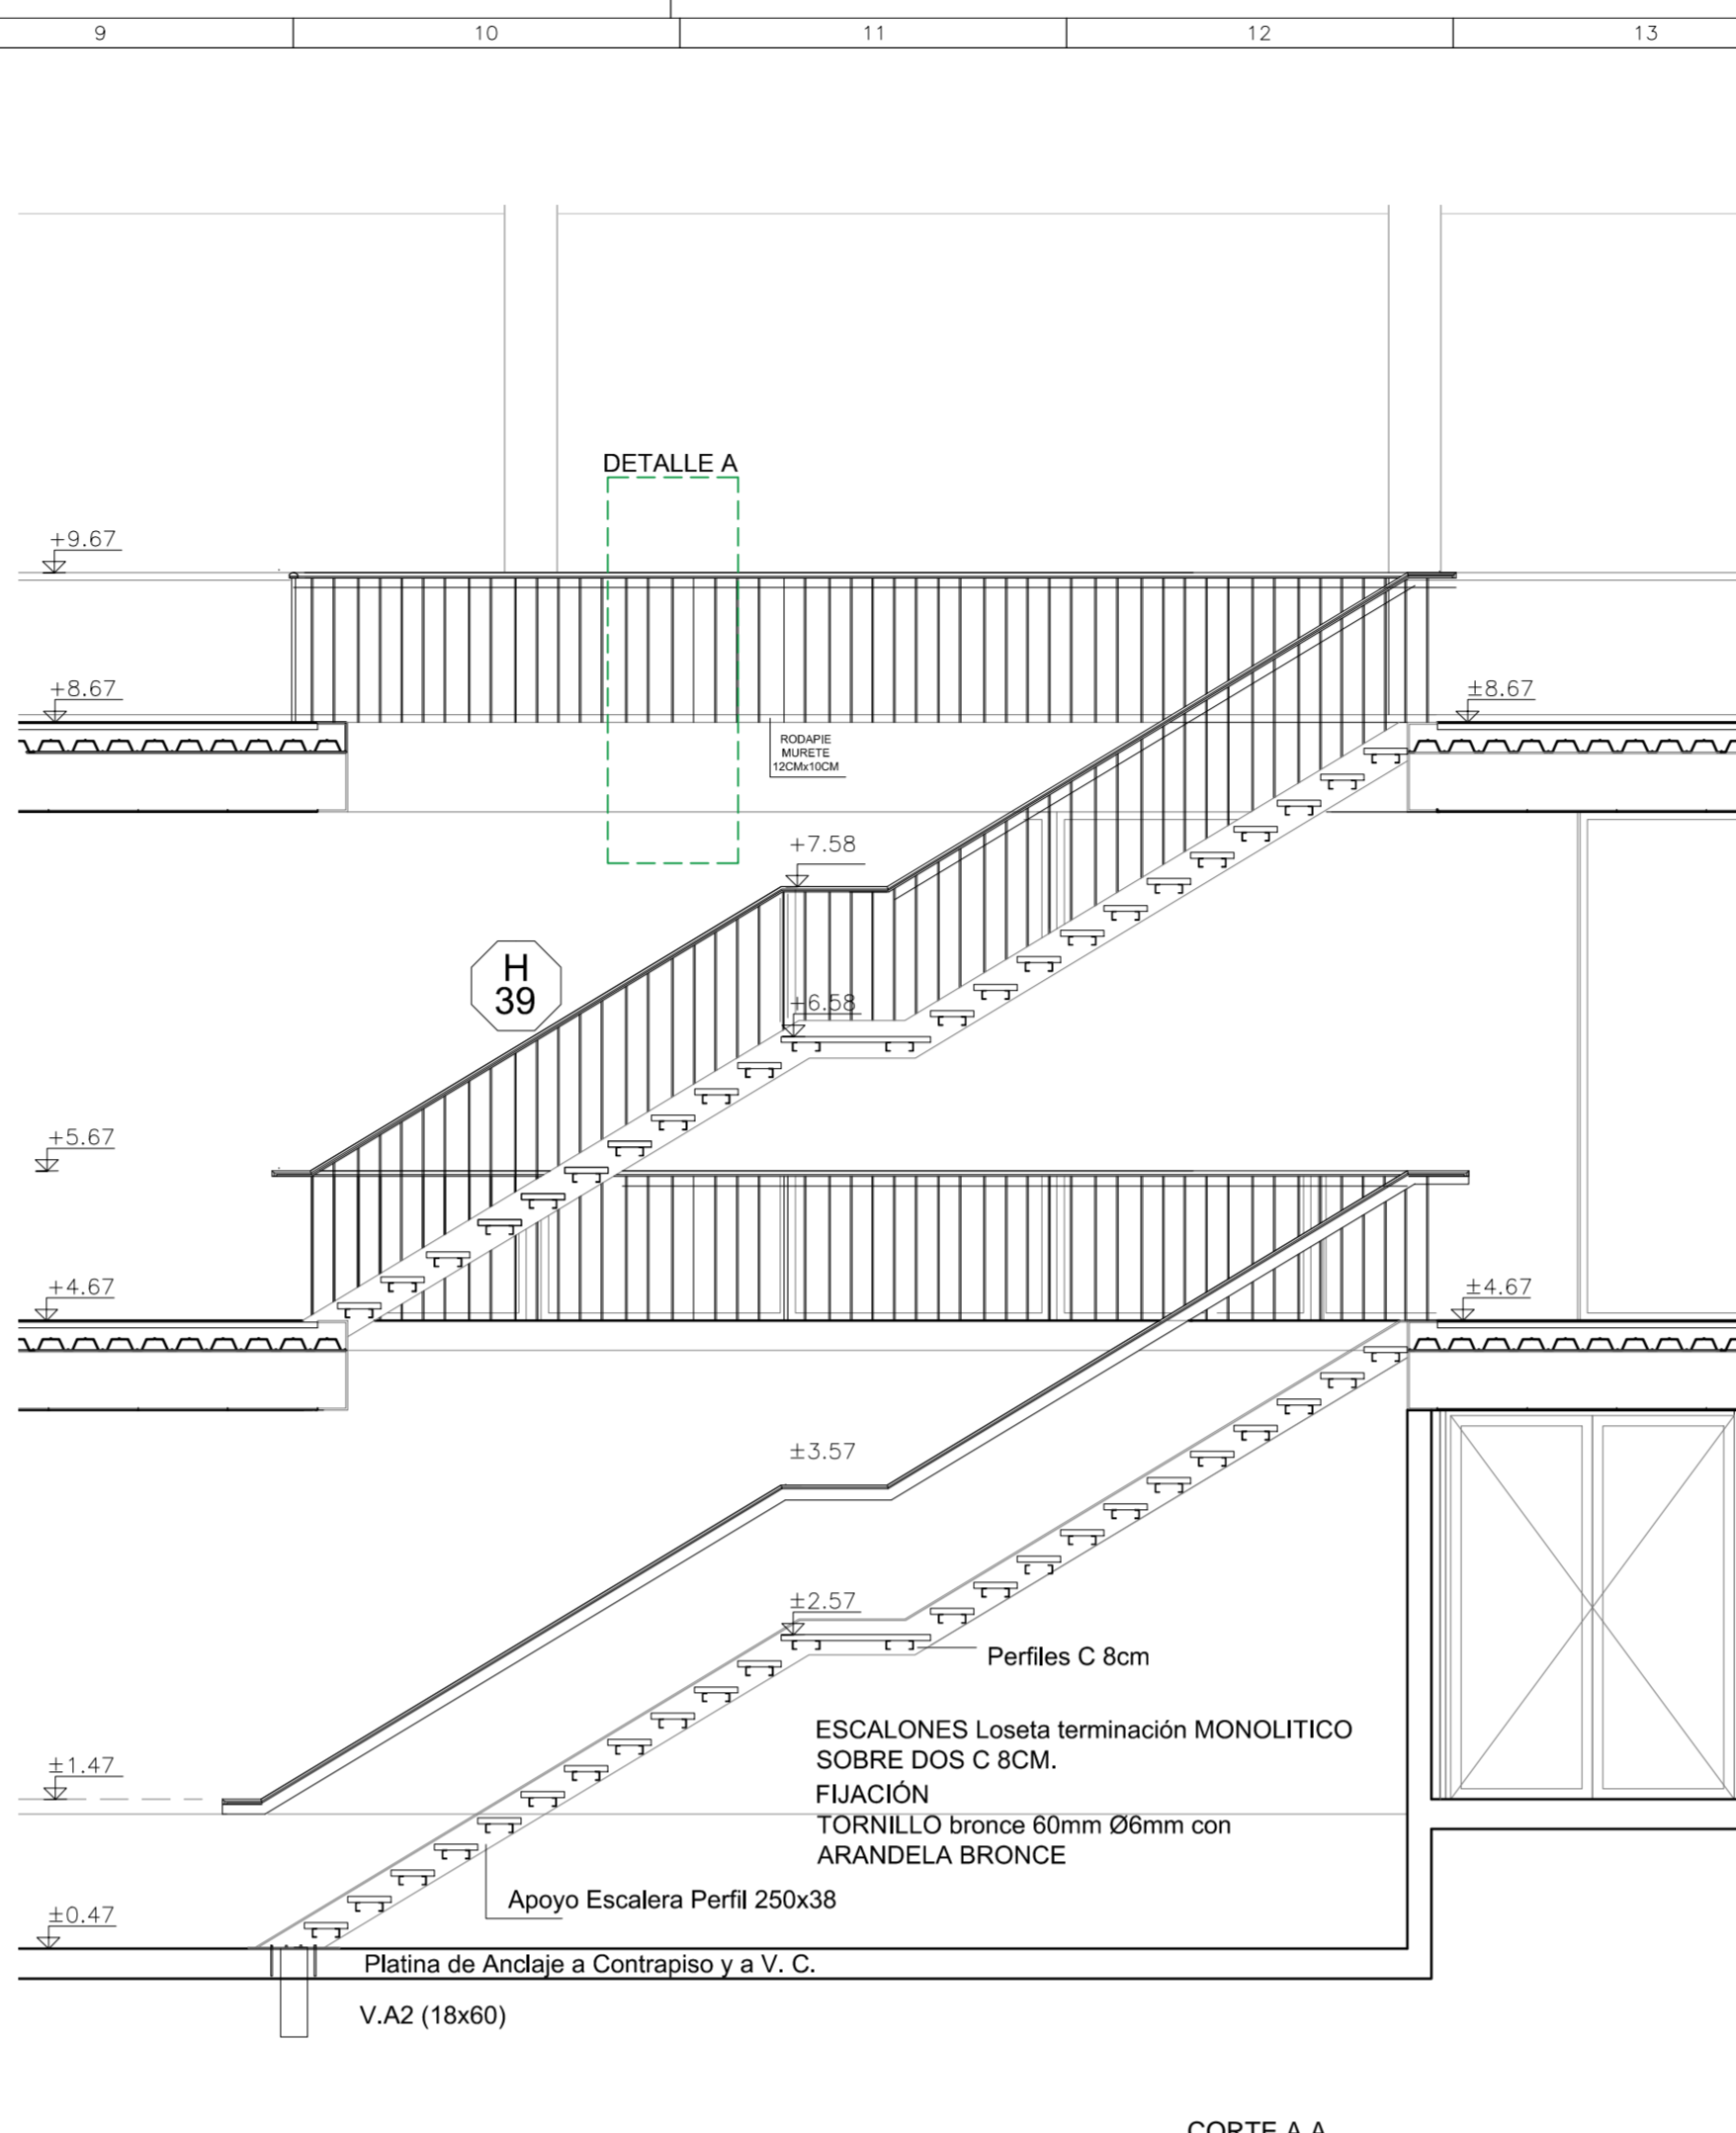 9
10
11
12
13
DETALLE A
+9.67
+8.67
±8.67
RODAPIE
MURETE
12CMx10CM
+7.58
H
39
+6.58
+5.67
+4.67
±4.67
±3.57
±2.57
Perfiles C 8cm
ESCALONES Loseta terminación MONOLITICO
SOBRE DOS C 8CM.
FIJACIÓN
TORNILLO bronce 60mm Ø6mm con
ARANDELA BRONCE
±1.47
Apoyo Escalera Perfil 250x38
±0.47
Platina de Anclaje a Contrapiso y a V. C.
V.A2 (18x60)
CORTE A.A